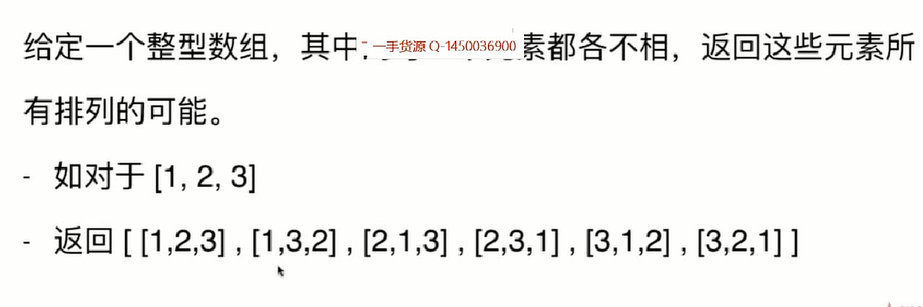 给定一个整型数组，其中 一手货源 Q-1450036900 素都各不相，返回这些元素所
有排列的可能。
- 如对于 [1, 2, 3]
- 返回 [ [1,2,3] , [1,3,2] , [2,1,3] , [2,3,1] , [3,1,2] , [3,2,1] ]